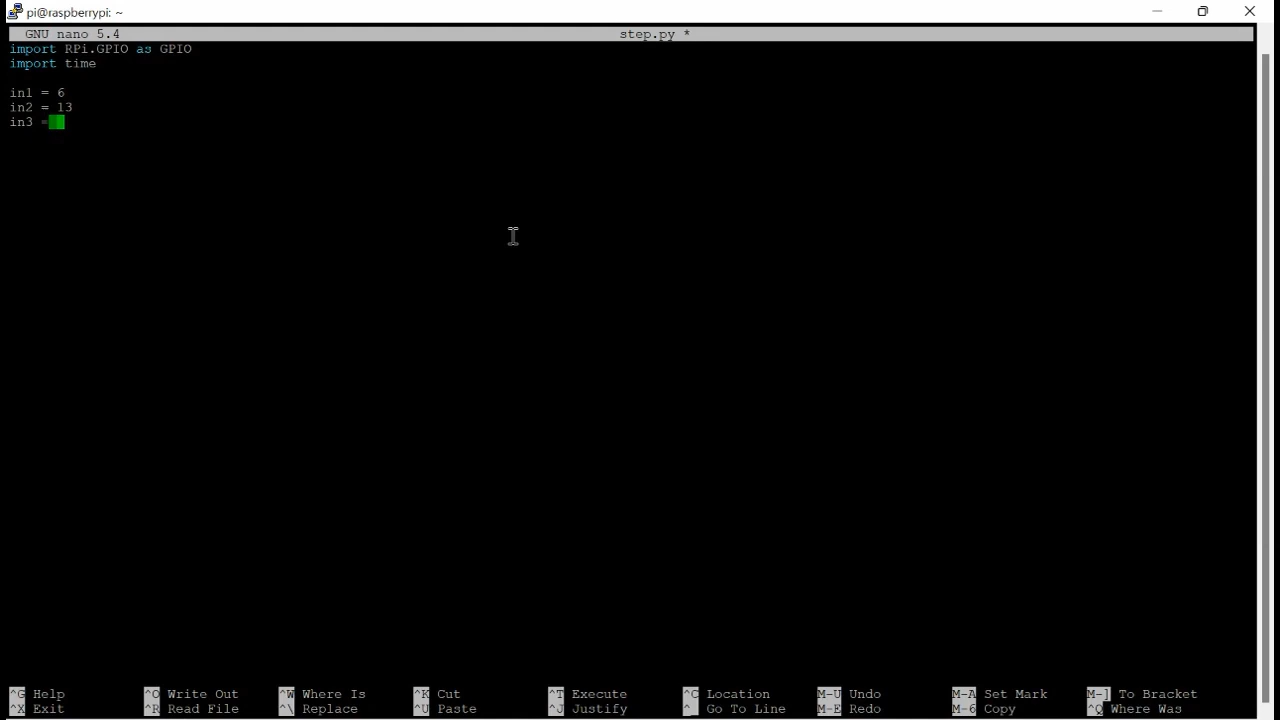 pi@raspberrypi: ~
GNU nano 5.4 step.py *
import RPi.GPIO as GPIO
import time
in1 = 6
in2 = 13
in3 =
^G Help ^O Write Out ^W Where Is ^K Cut ^T Execute ^C Location M-U Undo M-A Set Mark M-] To Bracket
^X Exit ^R Read File ^\ Replace ^U Paste ^J Justify ^_ Go To Line M-E Redo M-6 Copy ^Q Where Was